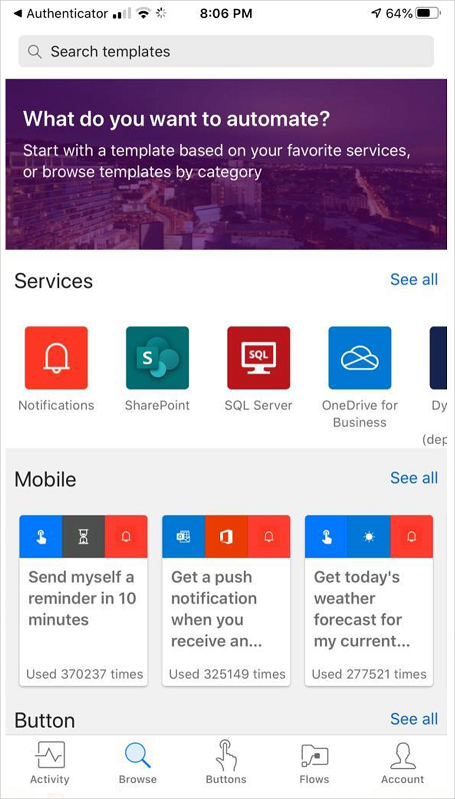 Authenticator
8:06 PM
64%
Search templates
What do you want to automate?
Start with a template based on your favorite services,
or browse templates by category
Services
See all
S
SQL
Notifications
SharePoint
SQL Server
OneDrive for
Business
Dy
(dep
Mobile
See all
Send myself a
reminder in 10
minutes
Used 370237 times
Get a push
notification
when you
receive an...
Used 325149 times
Get today's
weather
forecast for
my current...
Used 277521 times
Button
See all
Activity
Browse
Buttons
Flows
Account